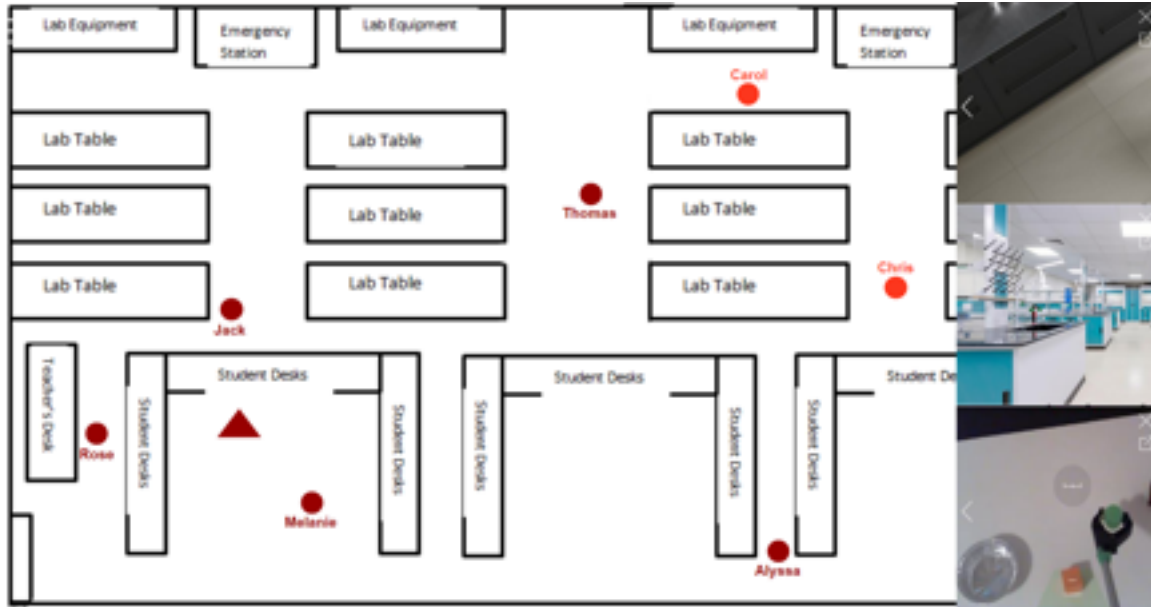 Lab Equipment
Emergency
Station
Lab Equipment
Lab Equipment
Emergency
Station
Carol
Lab Table
Lab Table
Lab Table
Thomas
Lab Table
Lab Table
Lab Table
Chris
Lab Table
Lab Table
Lab Table
Jack
Teacher's Desk
Student Desks
Student Desks
Student Desks
Student Desks
Student Desks
Student Desks
Student Desks
Student De
Rose
Melanie
Alyssa